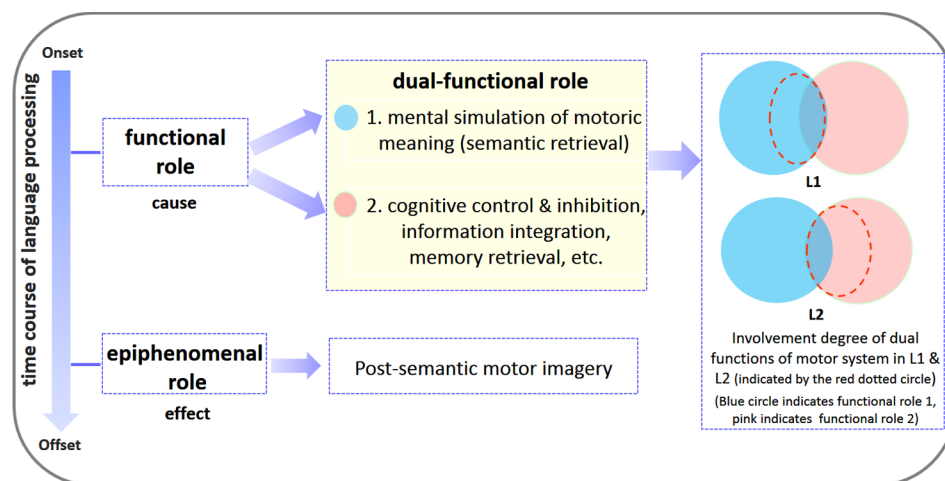 Onset
time course of language processing
Offset
functional
role
cause
epiphenomenal
role
effect
dual-functional role
1. mental simulation of motoric
meaning (semantic retrieval)
2. cognitive control & inhibition,
information integration,
memory retrieval, etc.
Post-semantic motor imagery
L1
L2
Involvement degree of dual
functions of motor system in L1 &
L2 (indicated by the red dotted circle)
(Blue circle indicates functional role 1,
pink indicates functional role 2)